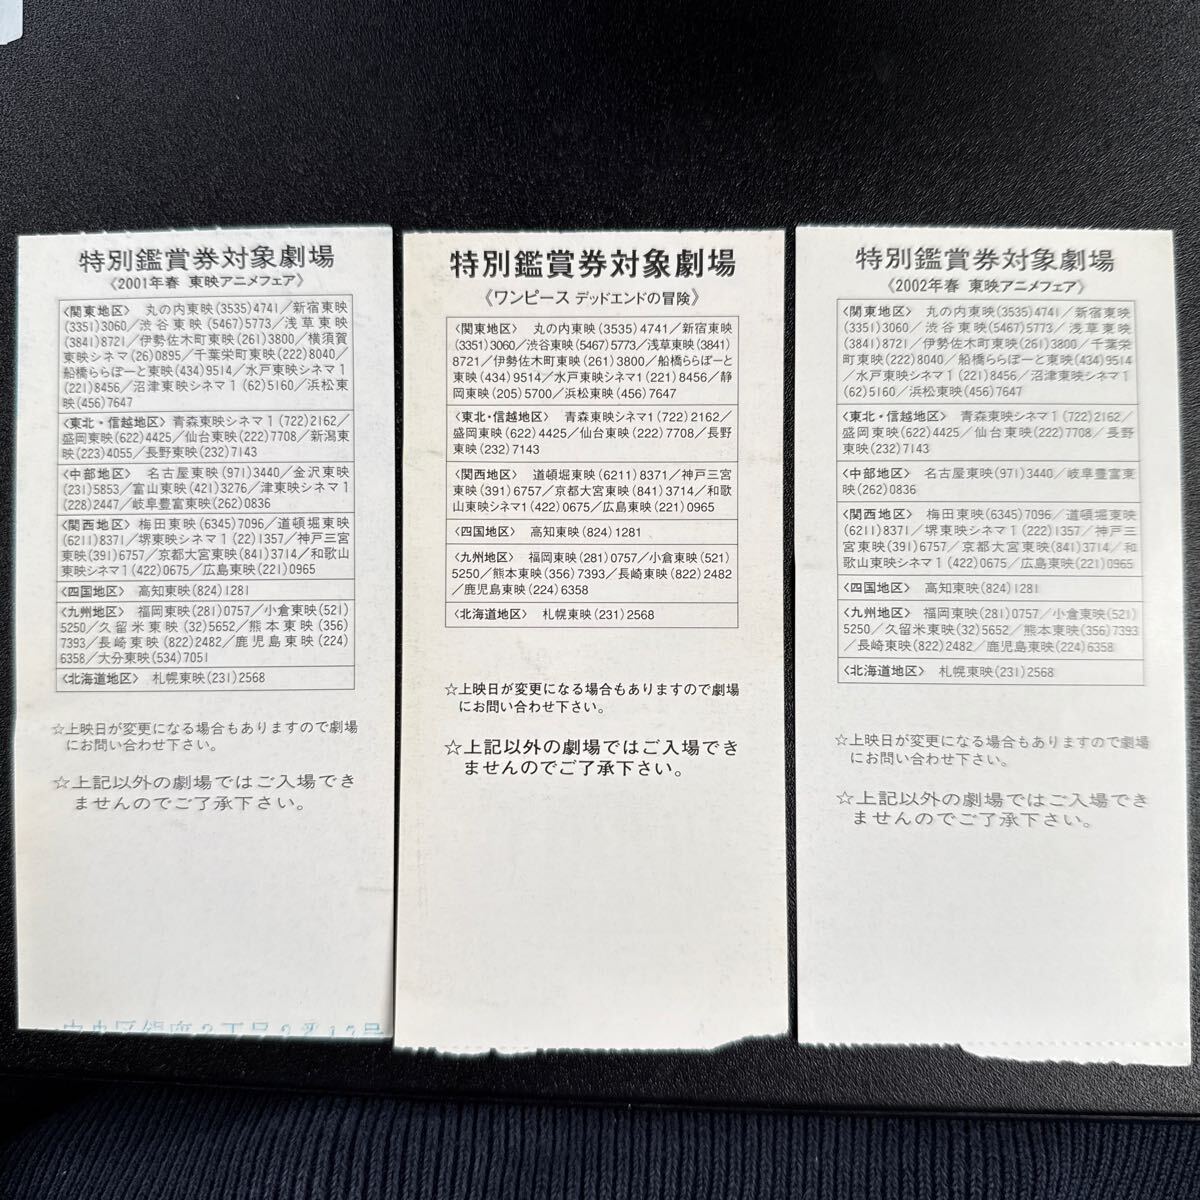 特別鑑賞券対象劇場
《2001年春 東映アニメフェア》
〈関東地区〉 丸の内東映(3535)4741／新宿東映
(3351)3060／渋谷東映(5467)5773／浅草東映
(3841)8721／伊勢佐木町東映(261)3800／横須賀
東映シネマ(26)0895／千葉栄町東映(222)8040／
船橋ららぽーと東映(434)9514／水戸東映シネマ1
(221)8456／沼津東映シネマ1(62)5160／浜松東
映(456)7647
〈東北・信越地区〉 青森東映シネマ1(722)2162／
盛岡東映(622)4425／仙台東映(222)7708／新潟東
映(223)4055／長野東映(232)7143
〈中部地区〉 名古屋東映(971)3440／金沢東映
(231)5853／富山東映(421)3276／津東映シネマ1
(228)2447／岐阜豊富東映(262)0836
〈関西地区〉 梅田東映(6345)7096／道頓堀東映
(6211)8371／堺東映シネマ1(22)1357／神戸三
宮東映(391)6757／京都大宮東映(841)3714／和歌山
東映シネマ1(422)0675／広島東映(221)0965
〈四国地区〉 高知東映(824)1281
〈九州地区〉 福岡東映(281)0757／小倉東映(521)
5250／久留米東映(32)5652／熊本東映(356)
7393／長崎東映(822)2482／鹿児島東映(224)
6358／大分東映(534)7051
〈北海道地区〉 札幌東映(231)2568
☆上映日が変更になる場合もありますので劇場
にお問い合わせ下さい。
☆上記以外の劇場ではご入場でき
ませんのでご了承下さい。
特別鑑賞券対象劇場
《ワンピース デッドエンドの冒険》
〈関東地区〉 丸の内東映(3535)4741／新宿東映
(3351)3060／渋谷東映(5467)5773／浅草東映(3841)
8721／伊勢佐木町東映(261)3800／船橋ららぽーと
東映(434)9514／水戸東映シネマ1(221)8456／静
岡東映(205)5700／浜松東映(456)7647
〈東北・信越地区〉 青森東映シネマ1(722)2162／
盛岡東映(622)4425／仙台東映(222)7708／長野
東映(232)7143
〈関西地区〉 道頓堀東映(6211)8371／神戸三宮
東映(391)6757／京都大宮東映(841)3714／和歌
山東映シネマ1(422)0675／広島東映(221)0965
〈四国地区〉 高知東映(824)1281
〈九州地区〉 福岡東映(281)0757／小倉東映(521)
5250／熊本東映(356)7393／長崎東映(822)2482
／鹿児島東映(224)6358
〈北海道地区〉 札幌東映(231)2568
☆上映日が変更になる場合もありますので劇場
にお問い合わせ下さい。
☆上記以外の劇場ではご入場でき
ませんのでご了承下さい。
特別鑑賞券対象劇場
《2002年春 東映アニメフェア》
〈関東地区〉 丸の内東映(3535)4741／新宿東映
(3351)3060／渋谷東映(5467)5773／浅草東映
(3841)8721／伊勢佐木町東映(261)3800／千葉栄
町東映(222)8040／船橋ららぽーと東映(434)9514
／水戸東映シネマ1(221)8456／沼津東映シネマ1
(62)5160／浜松東映(456)7647
〈東北・信越地区〉 青森東映シネマ1(722)2162／
盛岡東映(622)4425／仙台東映(222)7708／長野
東映(232)7143
〈中部地区〉 名古屋東映(971)3440／岐阜豊富東
映(262)0836
〈関西地区〉 梅田東映(6345)7096／道頓堀東映
(6211)8371／堺東映シネマ1(222)1357／神戸三
宮東映(391)6757／京都大宮東映(841)3714／和
歌山東映シネマ1(422)0675／広島東映(221)0965
〈四国地区〉 高知東映(824)1281
〈九州地区〉 福岡東映(281)0757／小倉東映(521)
5250／久留米東映(32)5652／熊本東映(356)7393
／長崎東映(822)2482／鹿児島東映(224)6358
〈北海道地区〉 札幌東映(231)2568
☆上映日が変更になる場合もありますので劇場
にお問い合わせ下さい。
☆上記以外の劇場ではご入場でき
ませんのでご了承下さい。